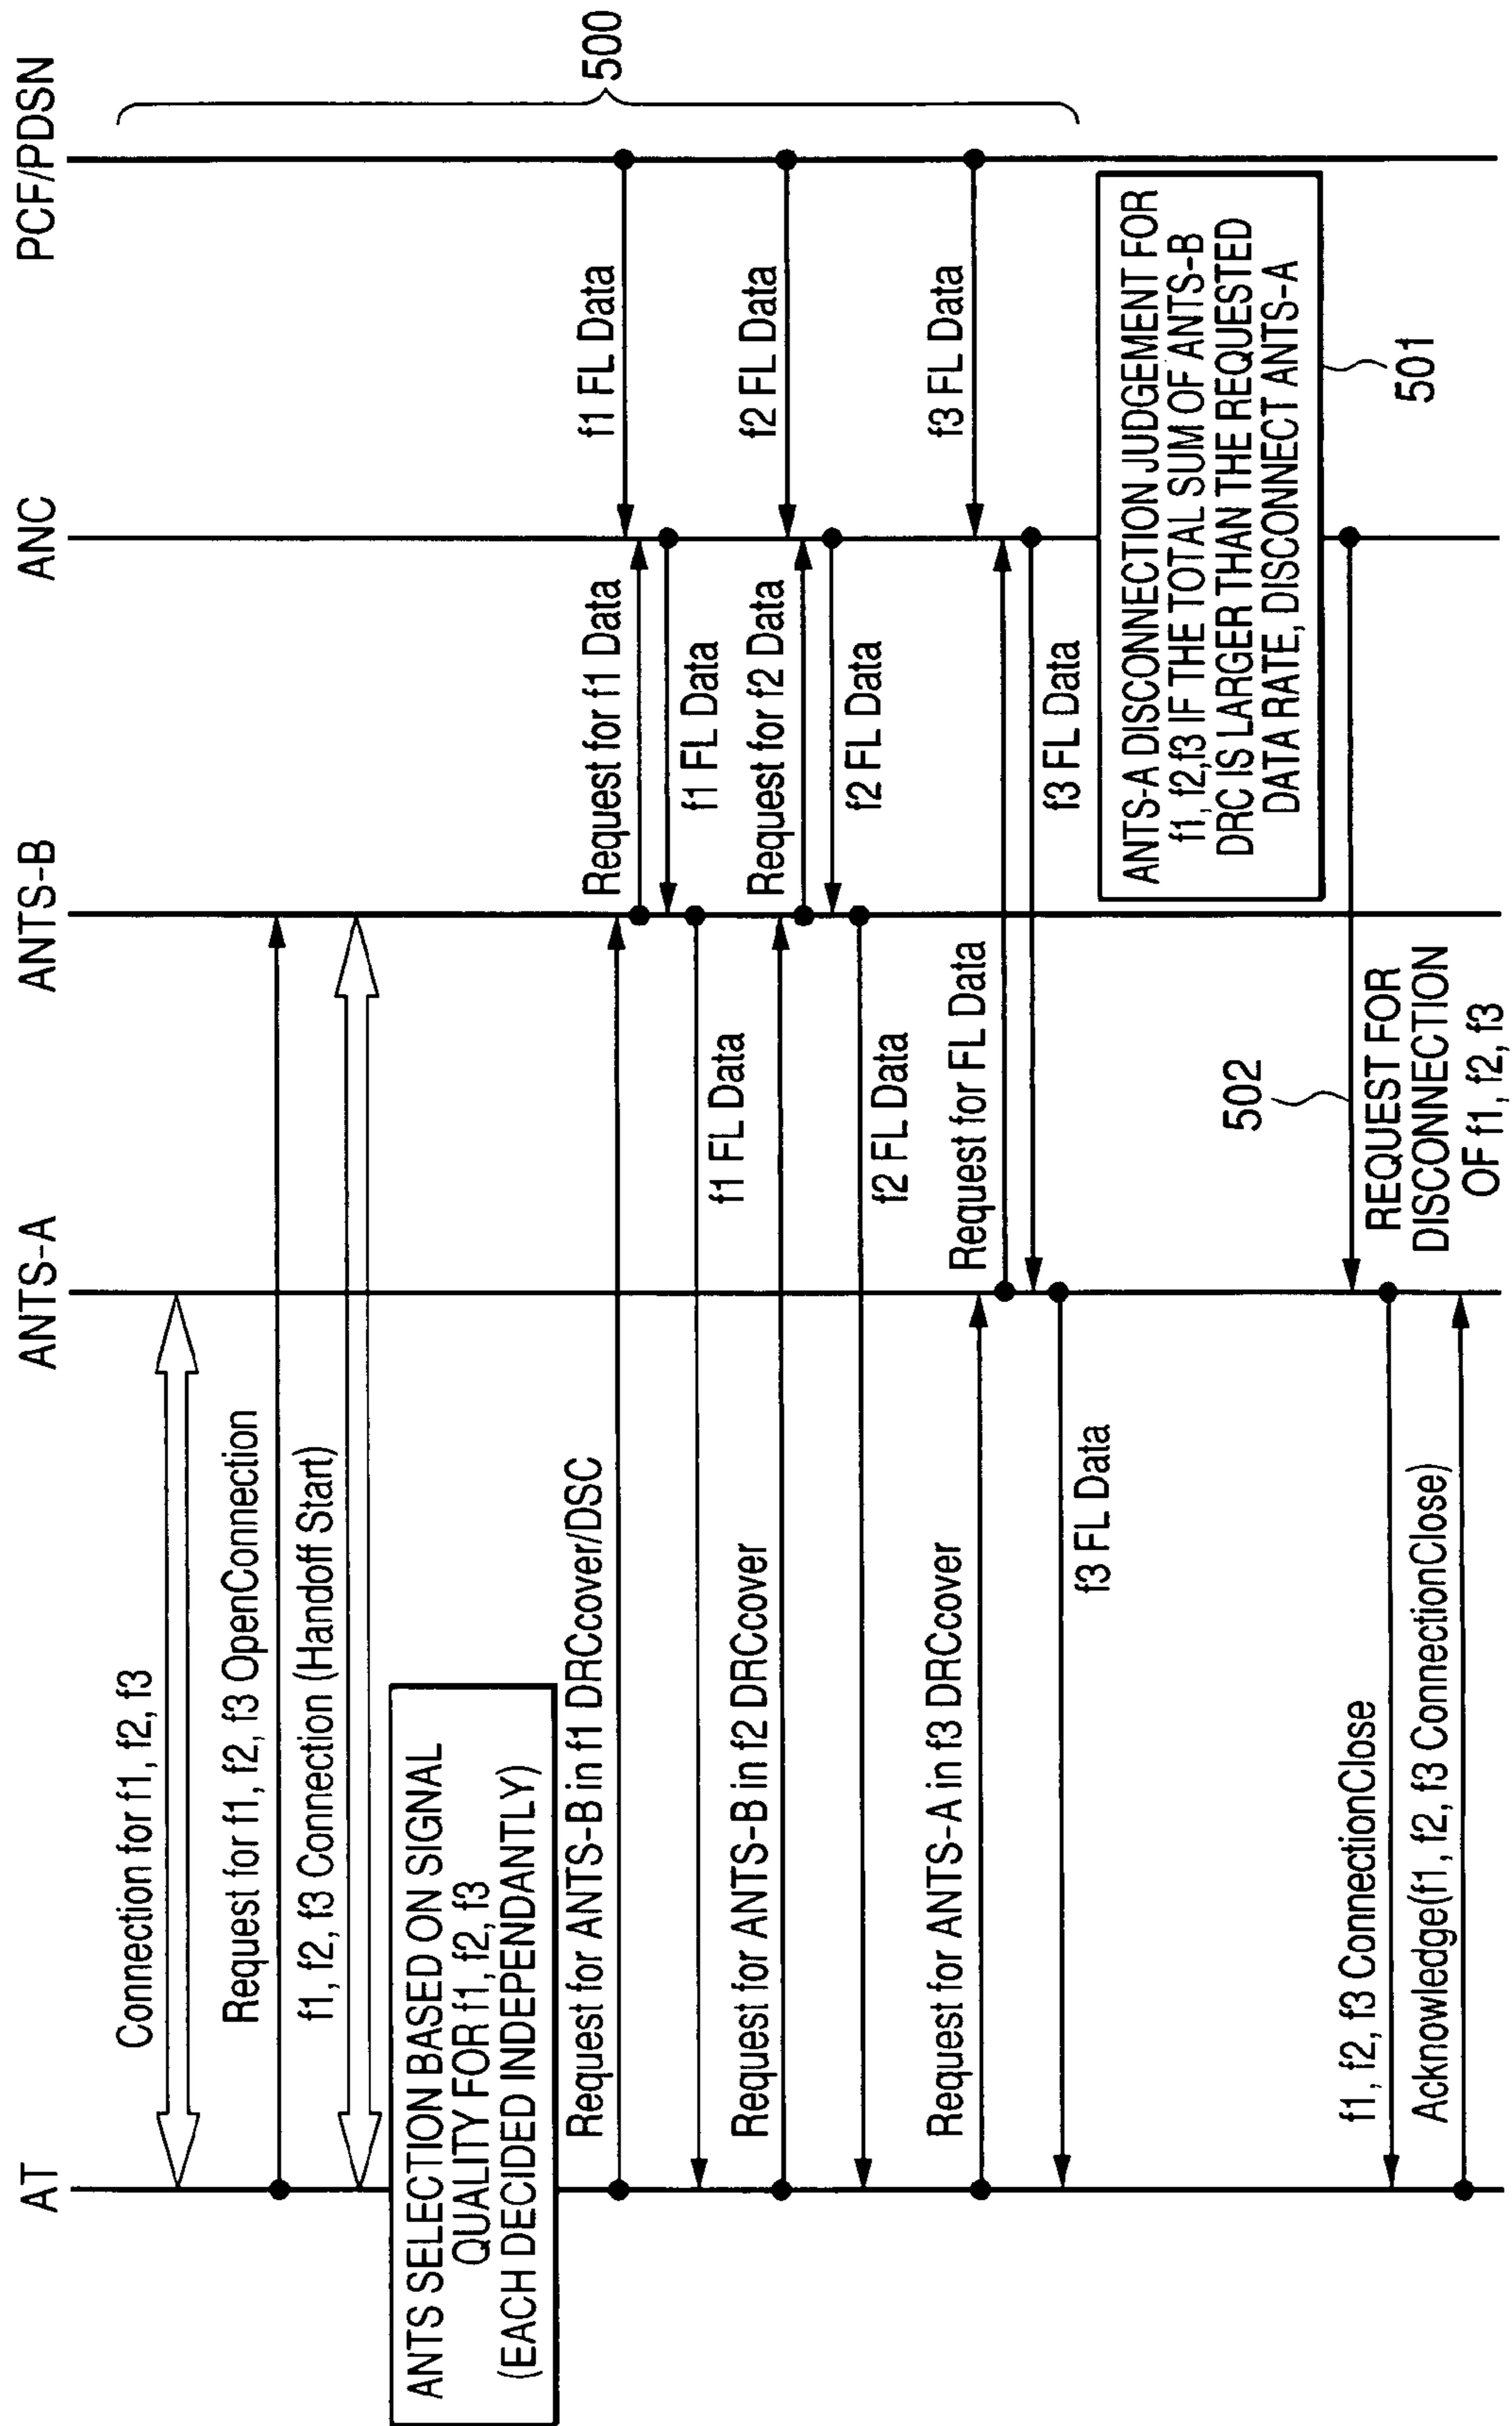 AT
ANTS-A
ANTS-B
ANC
PCF/PDSN
Connection for f1, f2, f3
Request for f1, f2, f3 OpenConnection
f1, f2, f3 Connection (Handoff Start)
ANTS SELECTION BASED ON SIGNAL
QUALITY FOR f1, f2, f3
(EACH DECIDED INDEPENDANTLY)
500
Request for ANTS-B in f1 DRCcover/DSC
Request for f1 Data
f1 FL Data
f1 FL Data
f1 FL Data
Request for ANTS-B in f2 DRCcover
Request for f2 Data
f2 FL Data
f2 FL Data
f2 FL Data
Request for ANTS-A in f3 DRCcover
Request for FL Data
f3 FL Data
f3 FL Data
f3 FL Data
ANTS-A DISCONNECTION JUDGEMENT FOR
f1, f2,f3 IF THE TOTAL SUM OF ANTS-B
DRC IS LARGER THAN THE REQUESTED
DATA RATE, DISCONNECT ANTS-A
501
502
REQUEST FOR
DISCONNECTION
OF f1, f2, f3
f1, f2, f3 ConnectionClose
Acknowledge(f1, f2, f3 ConnectionClose)